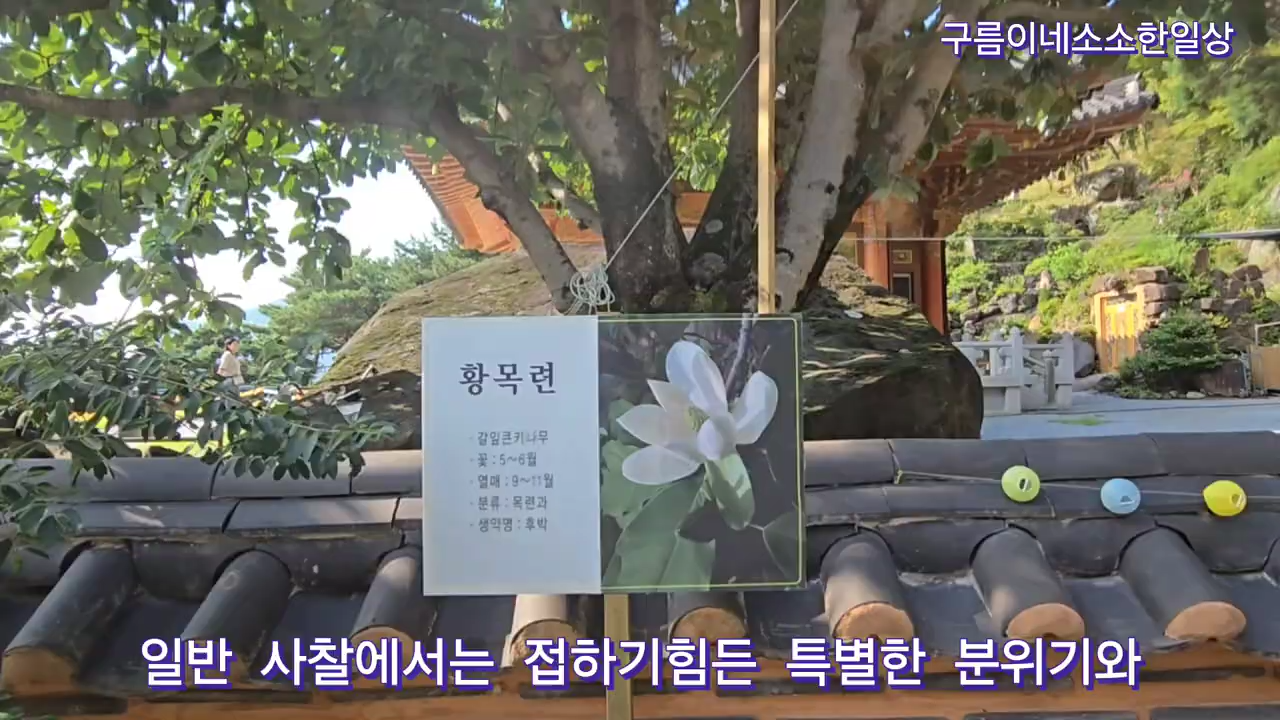 구름이네소소한일상
황목련
· 갈잎큰키나무
· 꽃 : 5~6월
· 열매 : 9~11월
· 분류 : 목련과
· 생약명 : 후박
일반 사찰에서는 접하기힘든 특별한 분위기와